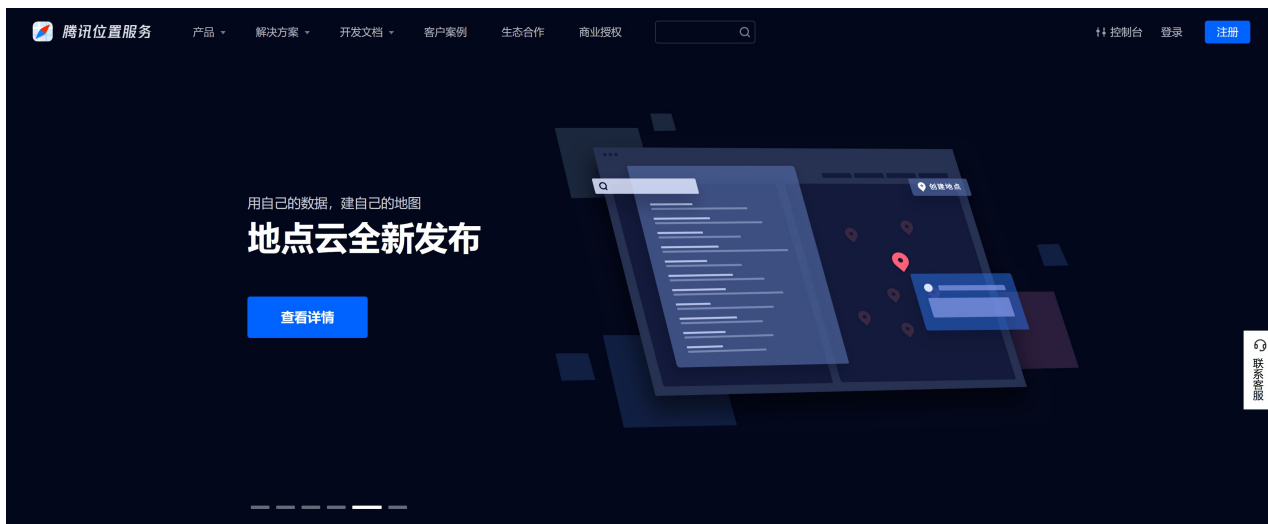 腾讯位置服务 产品 解决方案 开发文档 客户案例 生态合作 商业授权 控制台 登录 注册
创建地点
用自己的数据，建自己的地图
地点云全新发布
查看详情
联系客服